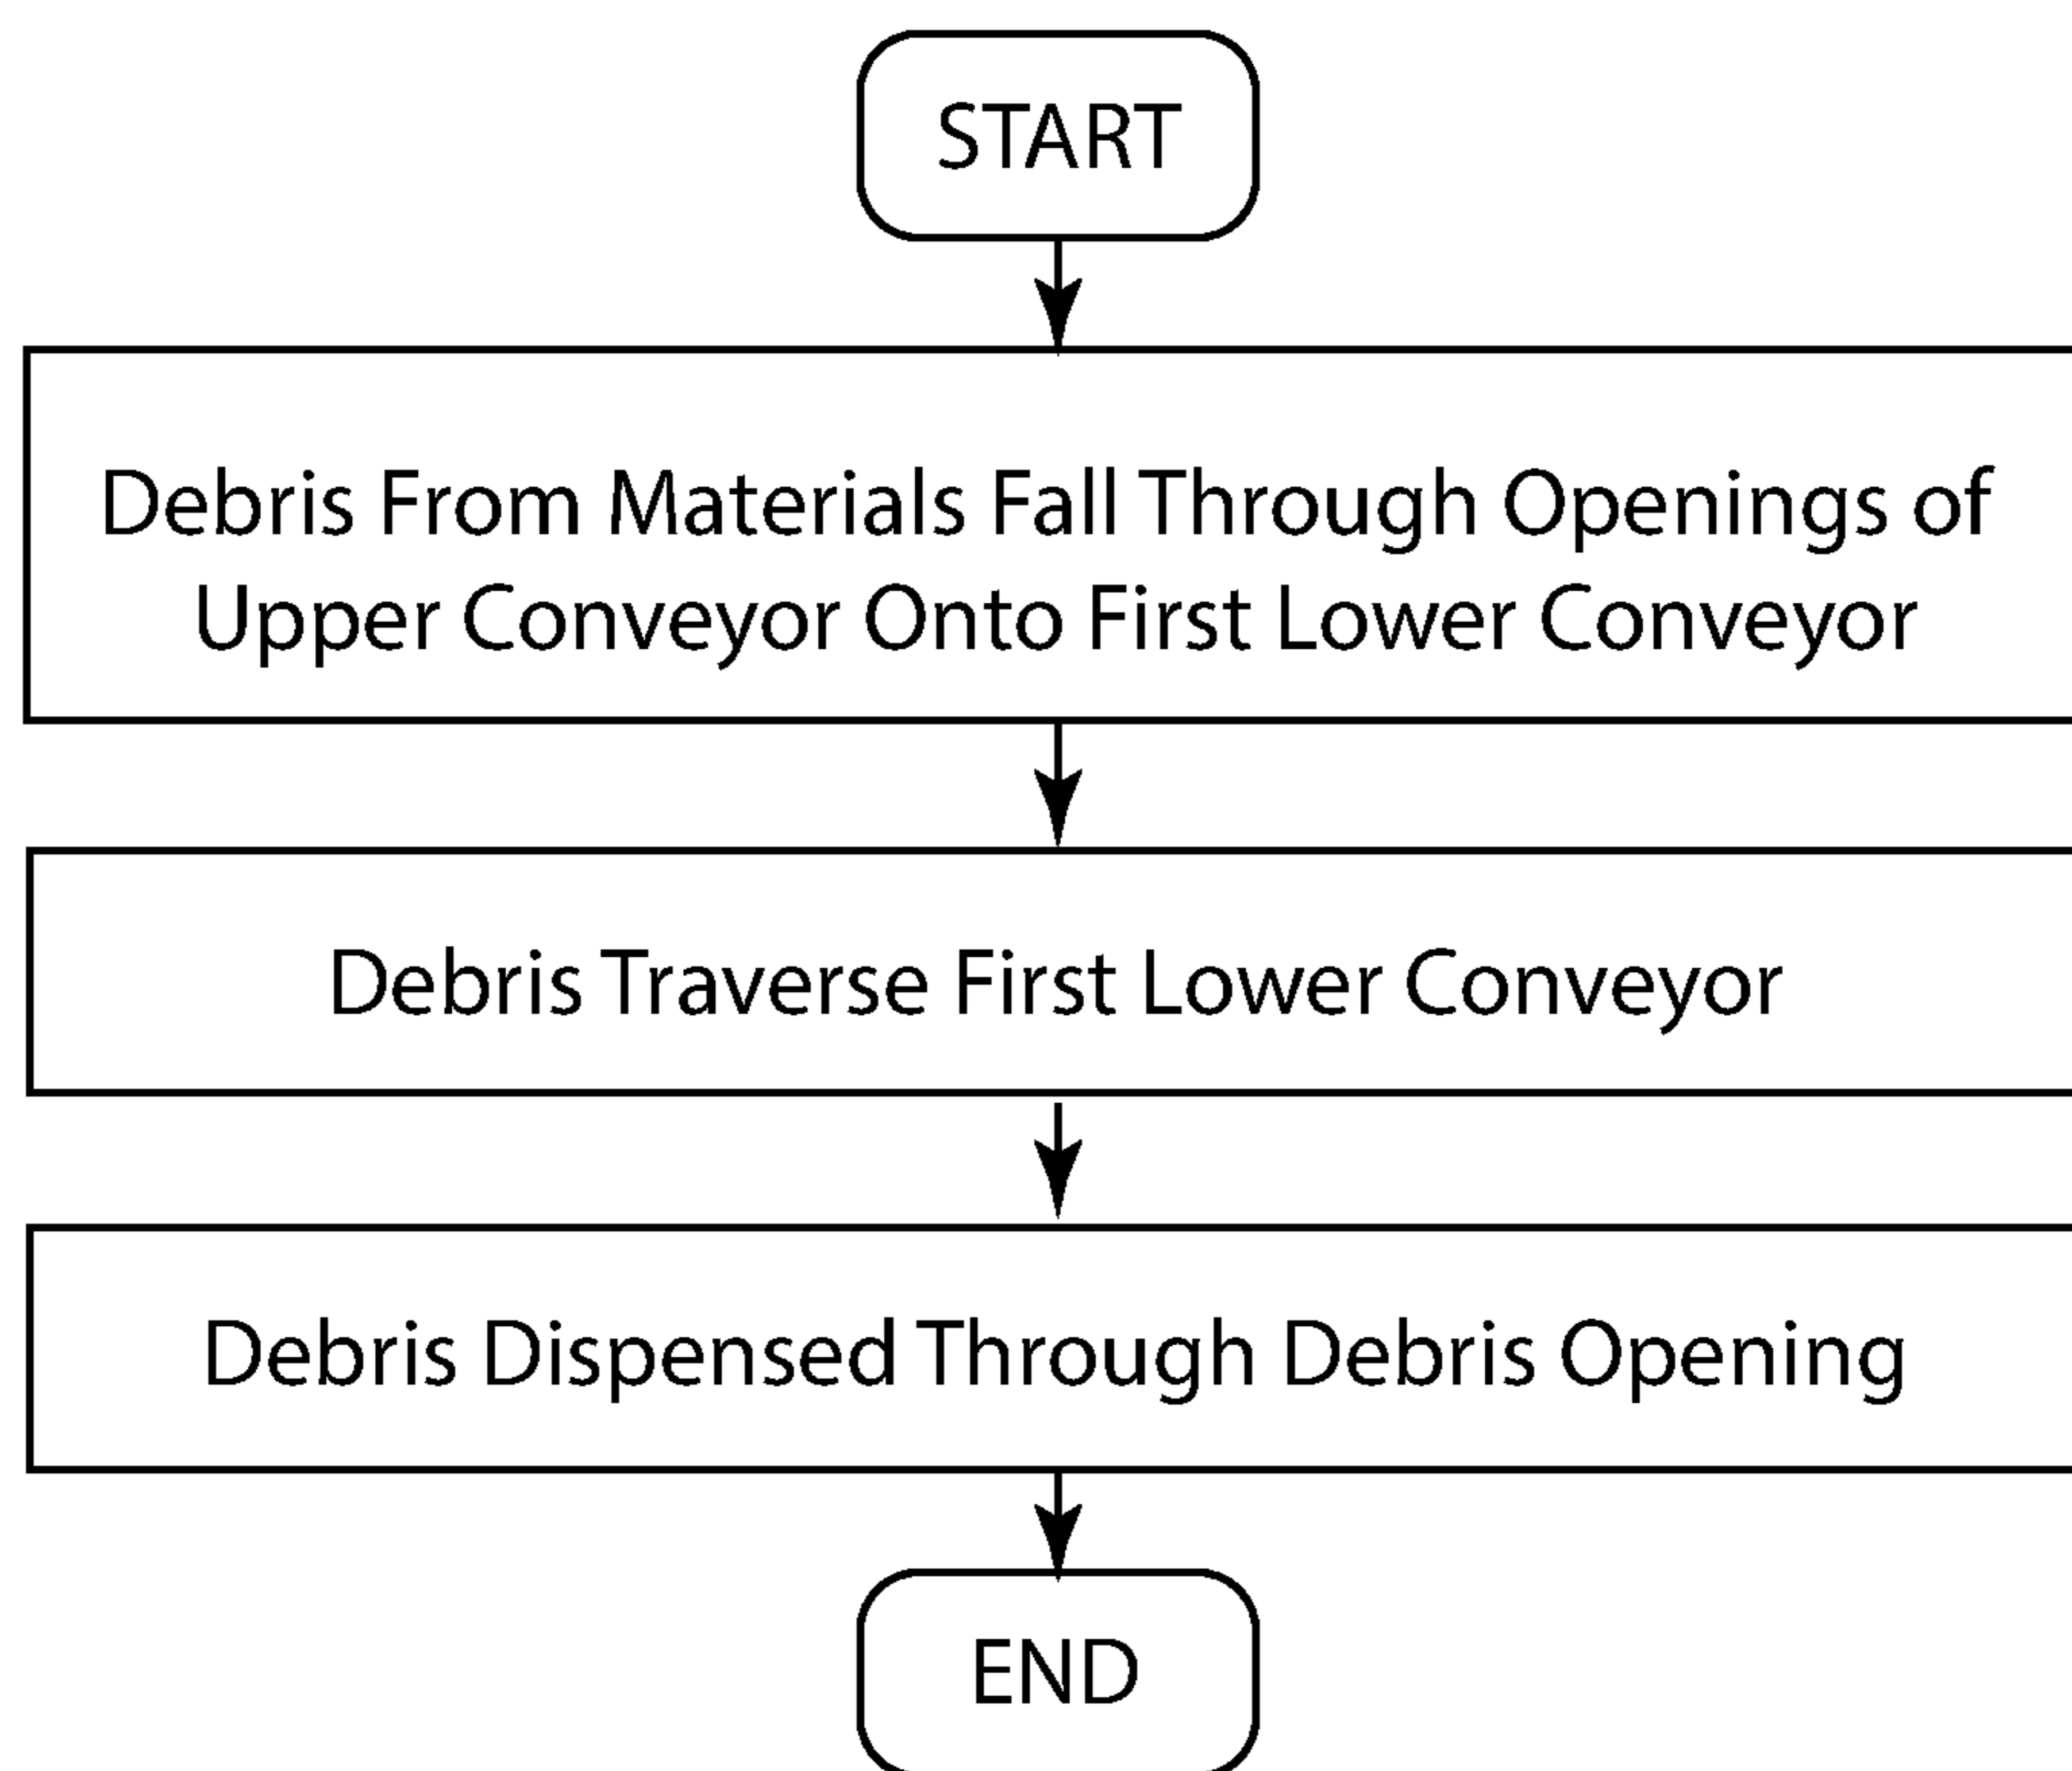 START
Debris From Materials Fall Through Openings of
Upper Conveyor Onto First Lower Conveyor
Debris Traverse First Lower Conveyor
Debris Dispensed Through Debris Opening
END